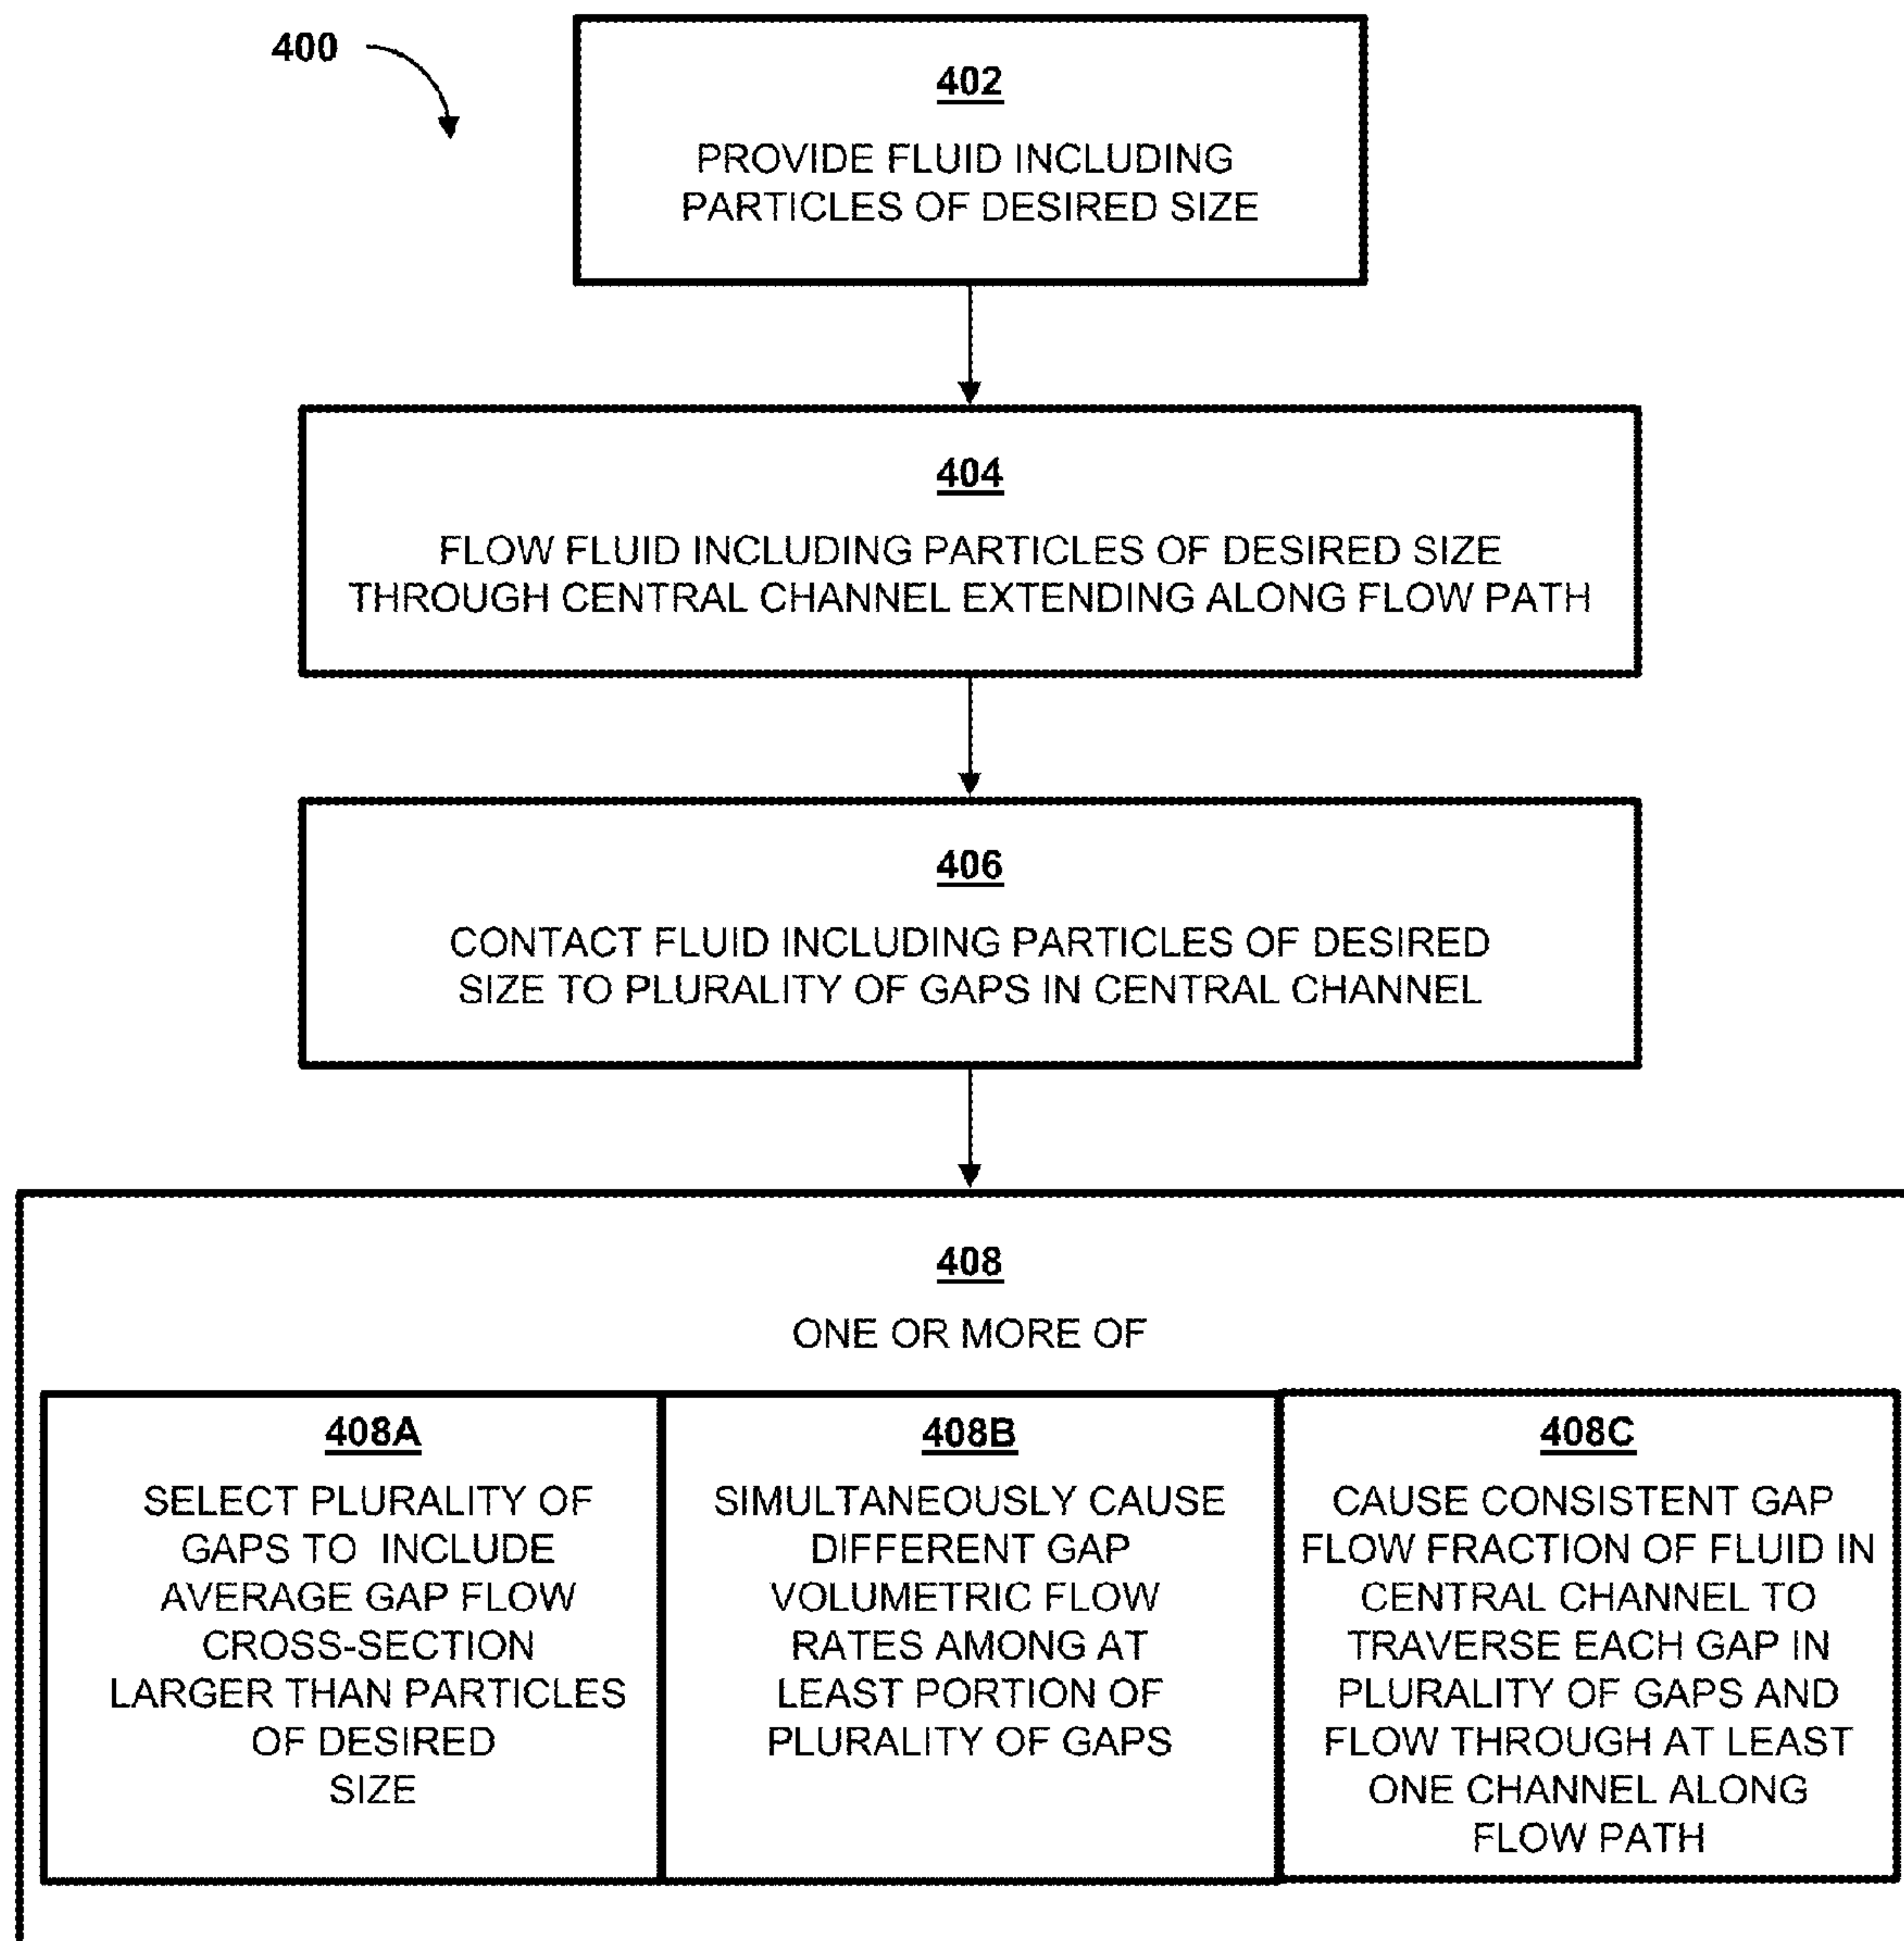 400
402
PROVIDE FLUID INCLUDING
PARTICLES OF DESIRED SIZE
404
FLOW FLUID INCLUDING PARTICLES OF DESIRED SIZE
THROUGH CENTRAL CHANNEL EXTENDING ALONG FLOW PATH
406
CONTACT FLUID INCLUDING PARTICLES OF DESIRED
SIZE TO PLURALITY OF GAPS IN CENTRAL CHANNEL
408
ONE OR MORE OF
408A
SELECT PLURALITY OF
GAPS TO INCLUDE
AVERAGE GAP FLOW
CROSS-SECTION
LARGER THAN PARTICLES
OF DESIRED
SIZE
408B
SIMULTANEOUSLY CAUSE
DIFFERENT GAP
VOLUMETRIC FLOW
RATES AMONG AT
LEAST PORTION OF
PLURALITY OF GAPS
408C
CAUSE CONSISTENT GAP
FLOW FRACTION OF FLUID IN
CENTRAL CHANNEL TO
TRAVERSE EACH GAP IN
PLURALITY OF GAPS AND
FLOW THROUGH AT LEAST
ONE CHANNEL ALONG
FLOW PATH